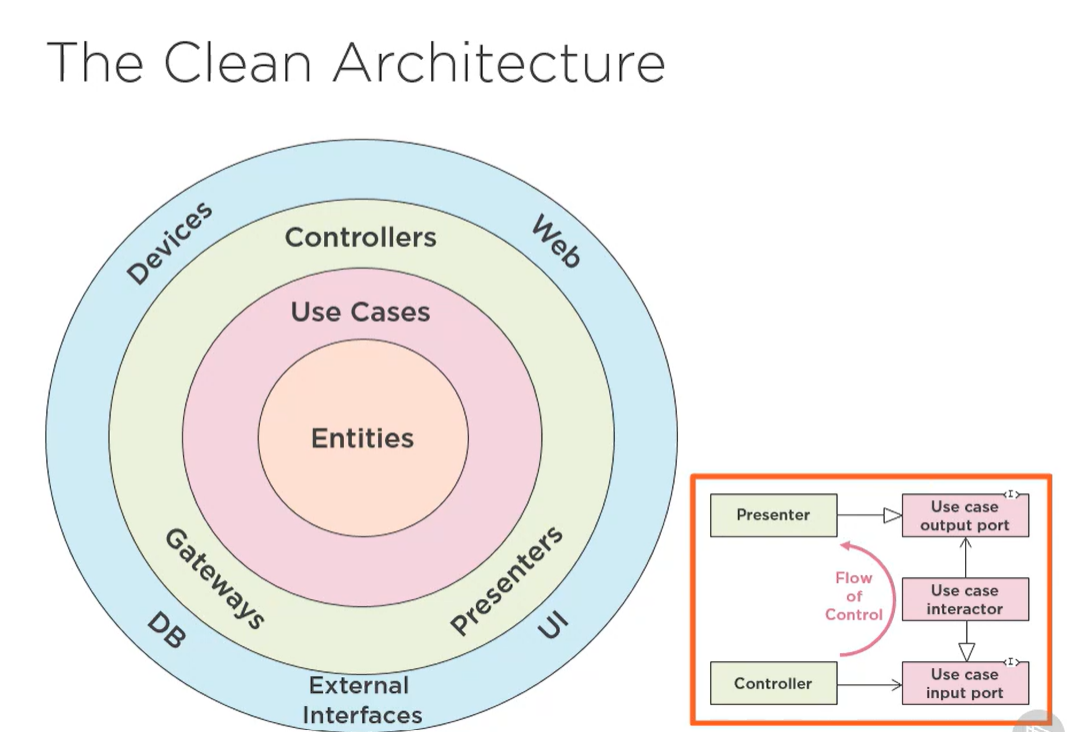 The Clean Architecture
Devices
Web
Controllers
Use Cases
Entities
Gateways
Presenters
DB
UI
External
Interfaces
Presenter
Use case
output port
<I>
Flow
of
Control
Use case
interactor
Controller
Use case
input port
<I>